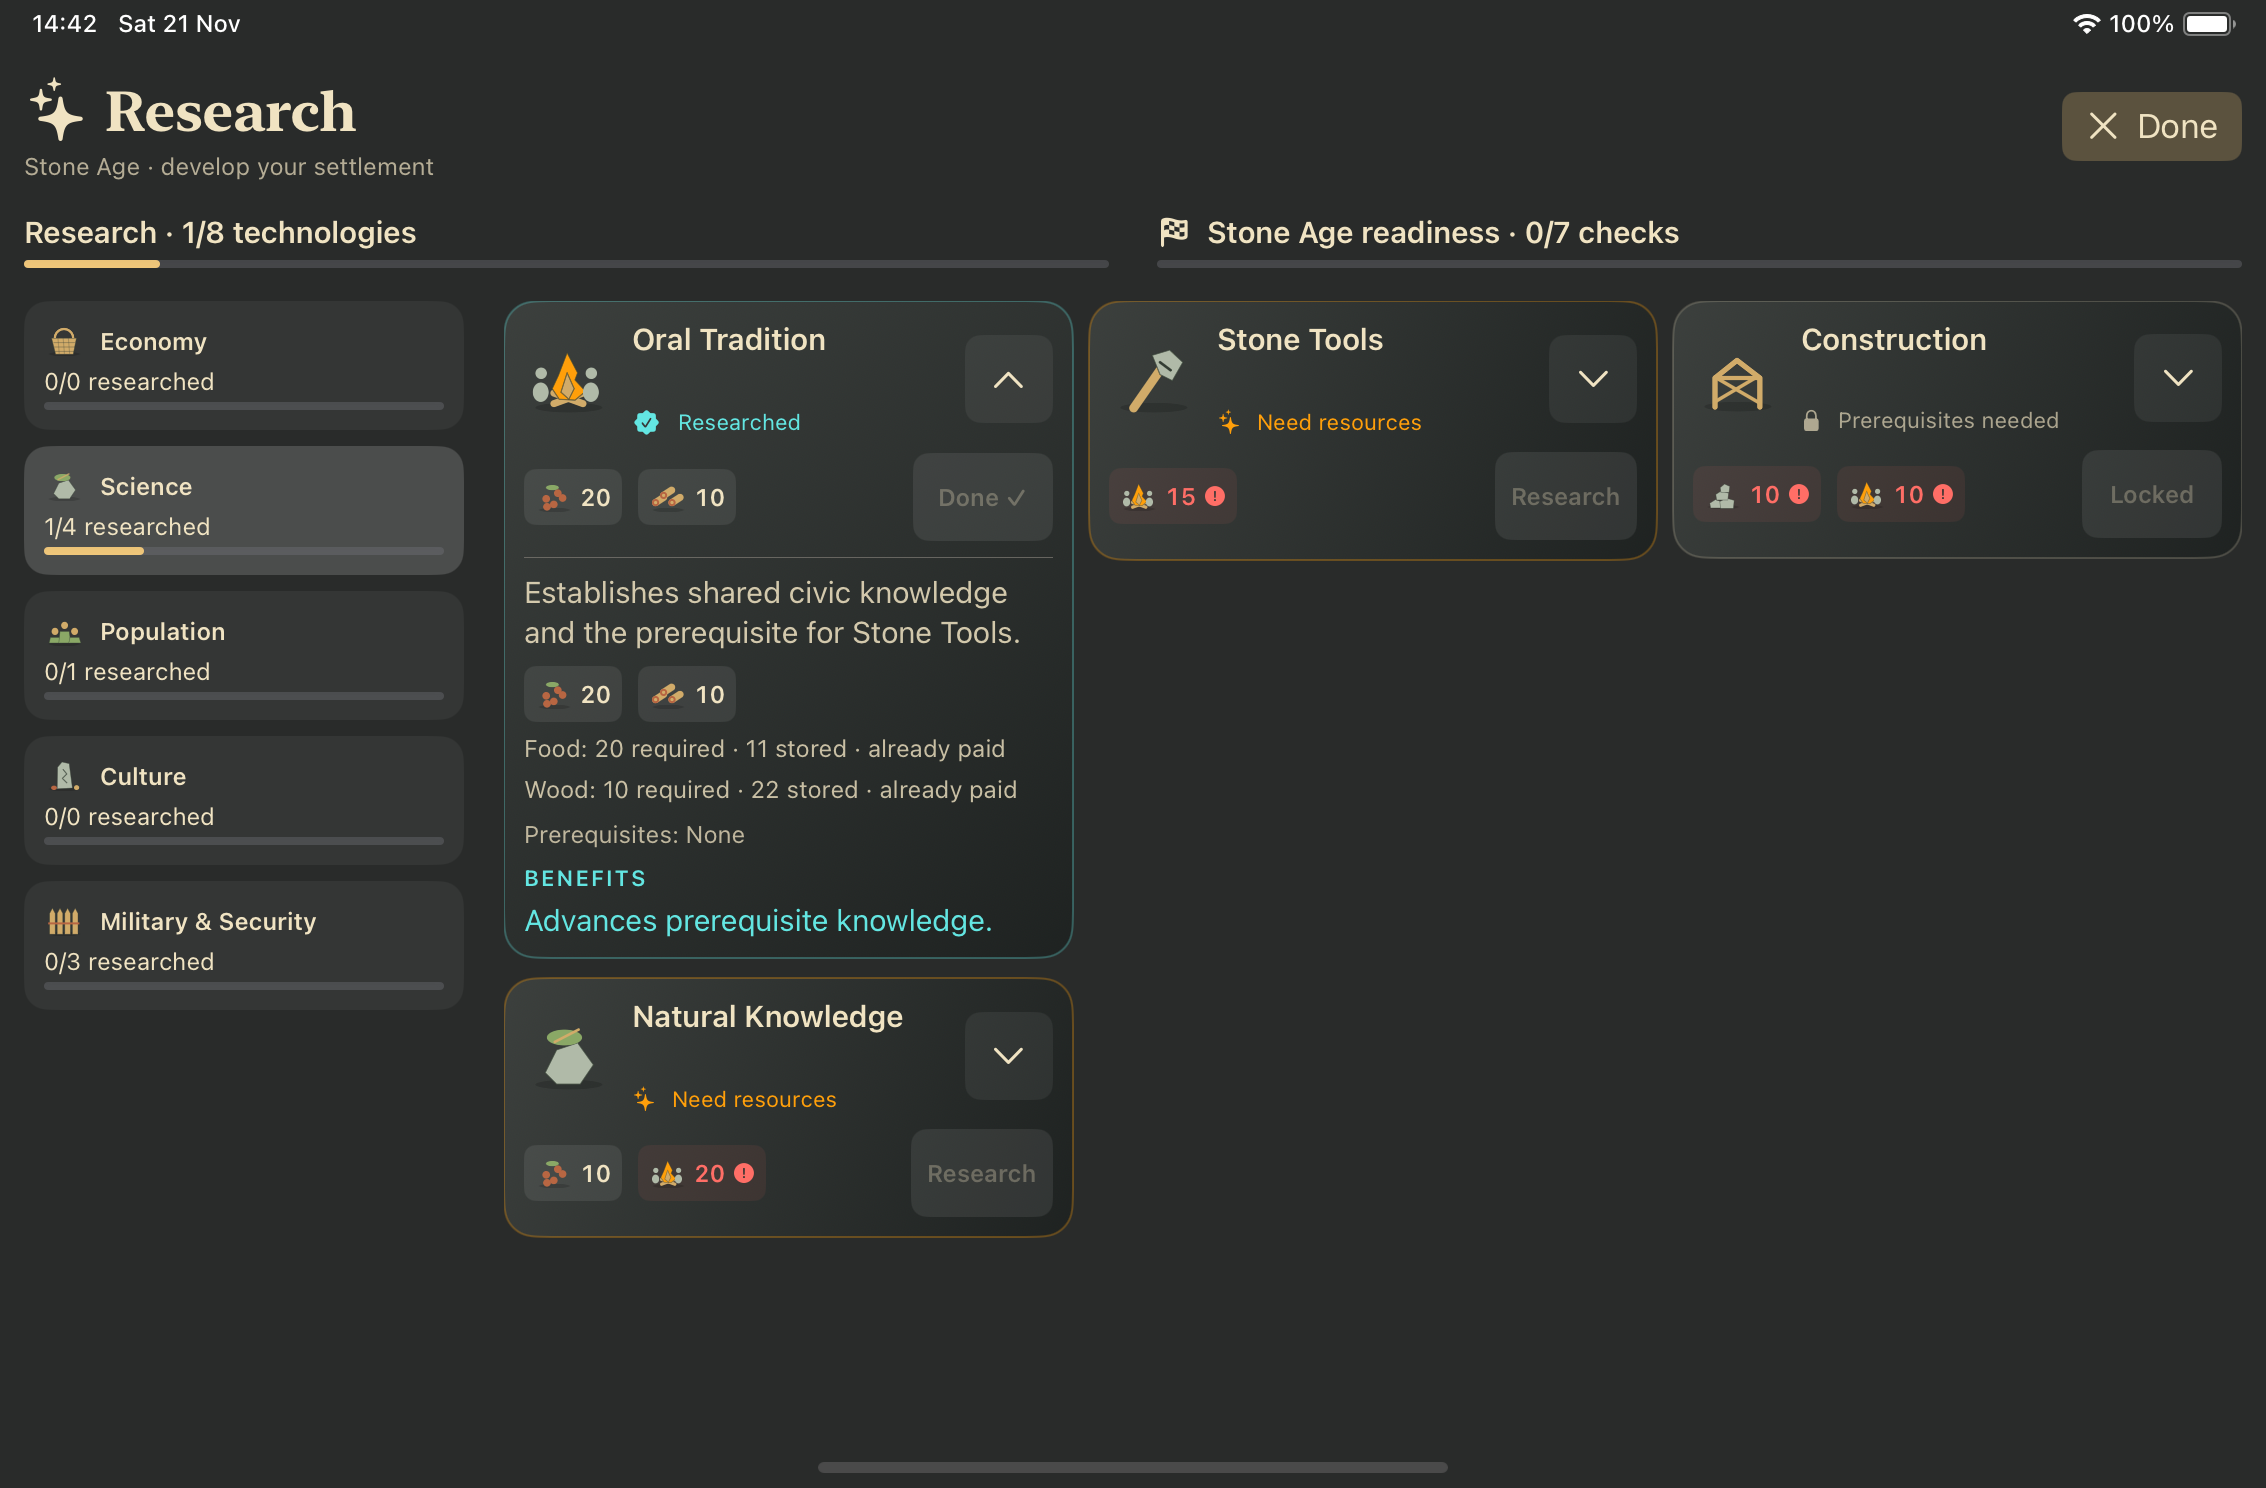 14:42 Sat 21 Nov
100%
Research
Stone Age · develop your settlement
Done
Research · 1/8 technologies
Stone Age readiness · 0/7 checks
Economy
0/0 researched
Science
1/4 researched
Population
0/1 researched
Culture
0/0 researched
Military & Security
0/3 researched
Oral Tradition
Researched
20 10
Done ✓
Establishes shared civic knowledge
and the prerequisite for Stone Tools.
20 10
Food: 20 required · 11 stored · already paid
Wood: 10 required · 22 stored · already paid
Prerequisites: None
BENEFITS
Advances prerequisite knowledge.
Stone Tools
Need resources
15
Research
Construction
Prerequisites needed
10 10
Locked
Natural Knowledge
Need resources
10 20
Research